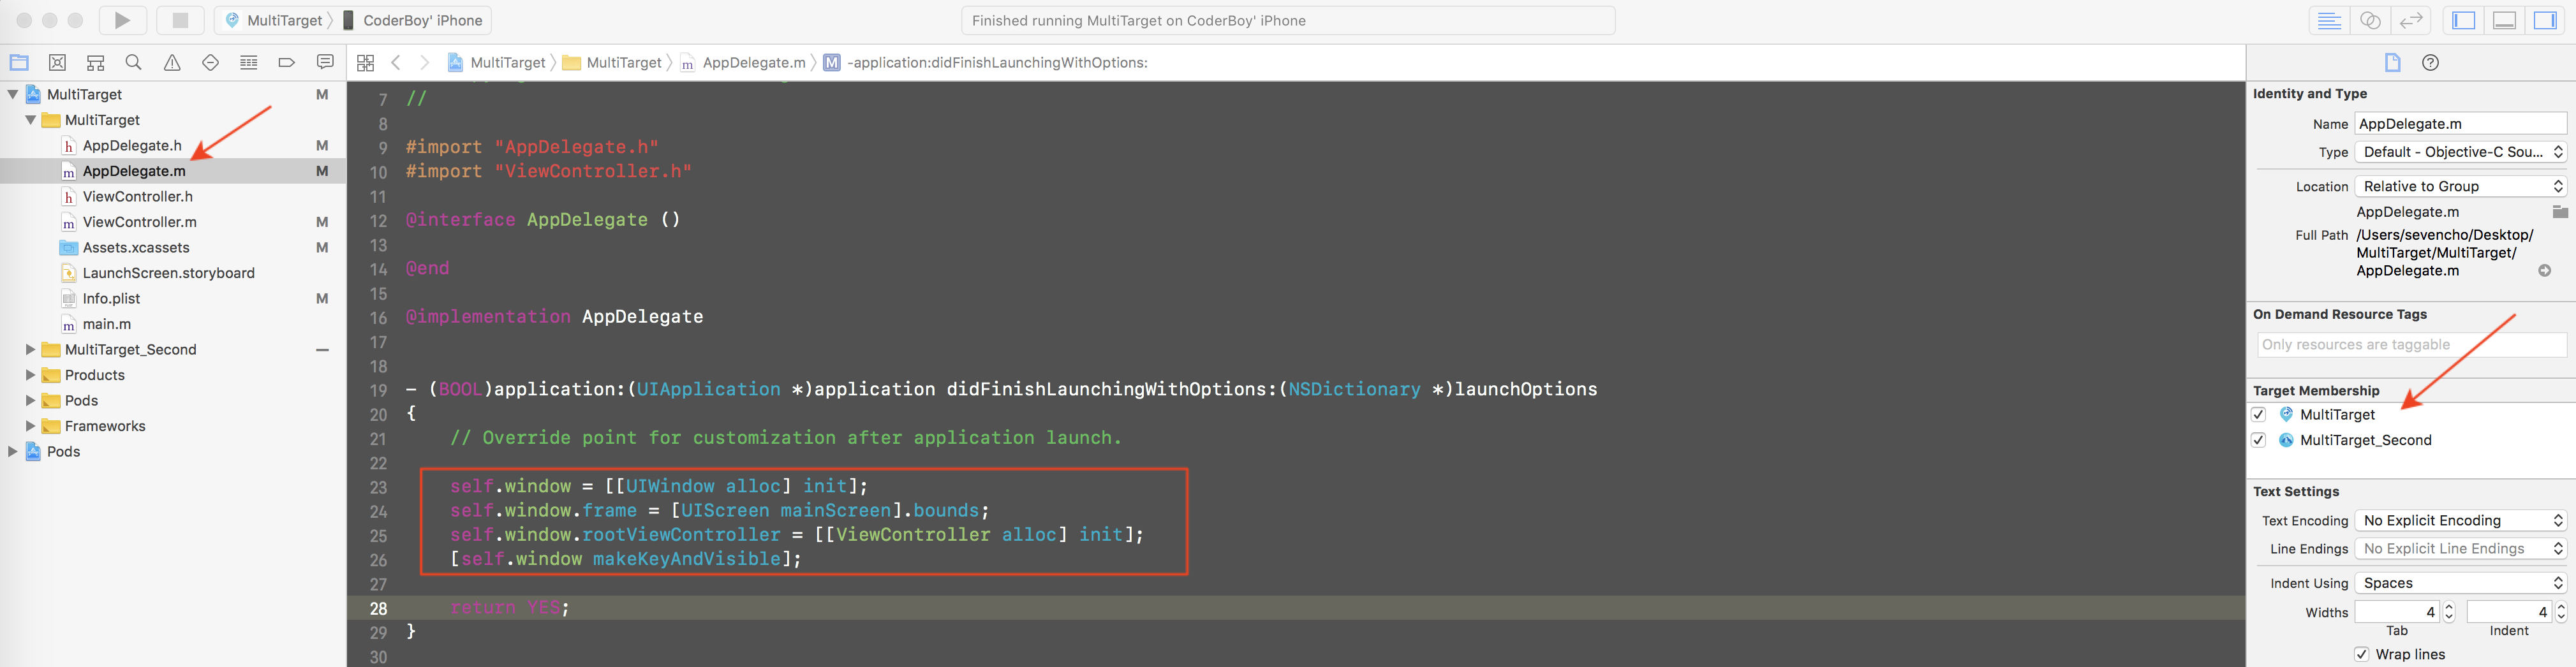 MultiTarget 〉 CoderBoy' iPhone
Finished running MultiTarget on CoderBoy' iPhone
MultiTarget 〉 MultiTarget 〉 m AppDelegate.m 〉 M -application:didFinishLaunchingWithOptions:
MultiTarget M
MultiTarget
h AppDelegate.h M
m AppDelegate.m M
h ViewController.h
m ViewController.m M
Assets.xcassets M
LaunchScreen.storyboard
Info.plist M
m main.m
MultiTarget_Second –
Products
Pods
Frameworks
Pods
7 //
8
9 #import "AppDelegate.h"
10 #import "ViewController.h"
11
12 @interface AppDelegate ()
13
14 @end
15
16 @implementation AppDelegate
17
18
19 - (BOOL)application:(UIApplication *)application didFinishLaunchingWithOptions:(NSDictionary *)launchOptions
20 {
21 // Override point for customization after application launch.
22
23 self.window = [[UIWindow alloc] init];
24 self.window.frame = [UIScreen mainScreen].bounds;
25 self.window.rootViewController = [[ViewController alloc] init];
26 [self.window makeKeyAndVisible];
27
28 return YES;
29 }
30
Identity and Type
Name AppDelegate.m
Type Default - Objective-C Sou...
Location Relative to Group
AppDelegate.m
Full Path /Users/sevencho/Desktop/
MultiTarget/MultiTarget/
AppDelegate.m
On Demand Resource Tags
Only resources are taggable
Target Membership
MultiTarget
MultiTarget_Second
Text Settings
Text Encoding No Explicit Encoding
Line Endings No Explicit Line Endings
Indent Using Spaces
Widths 4 4
Tab Indent
Wrap lines